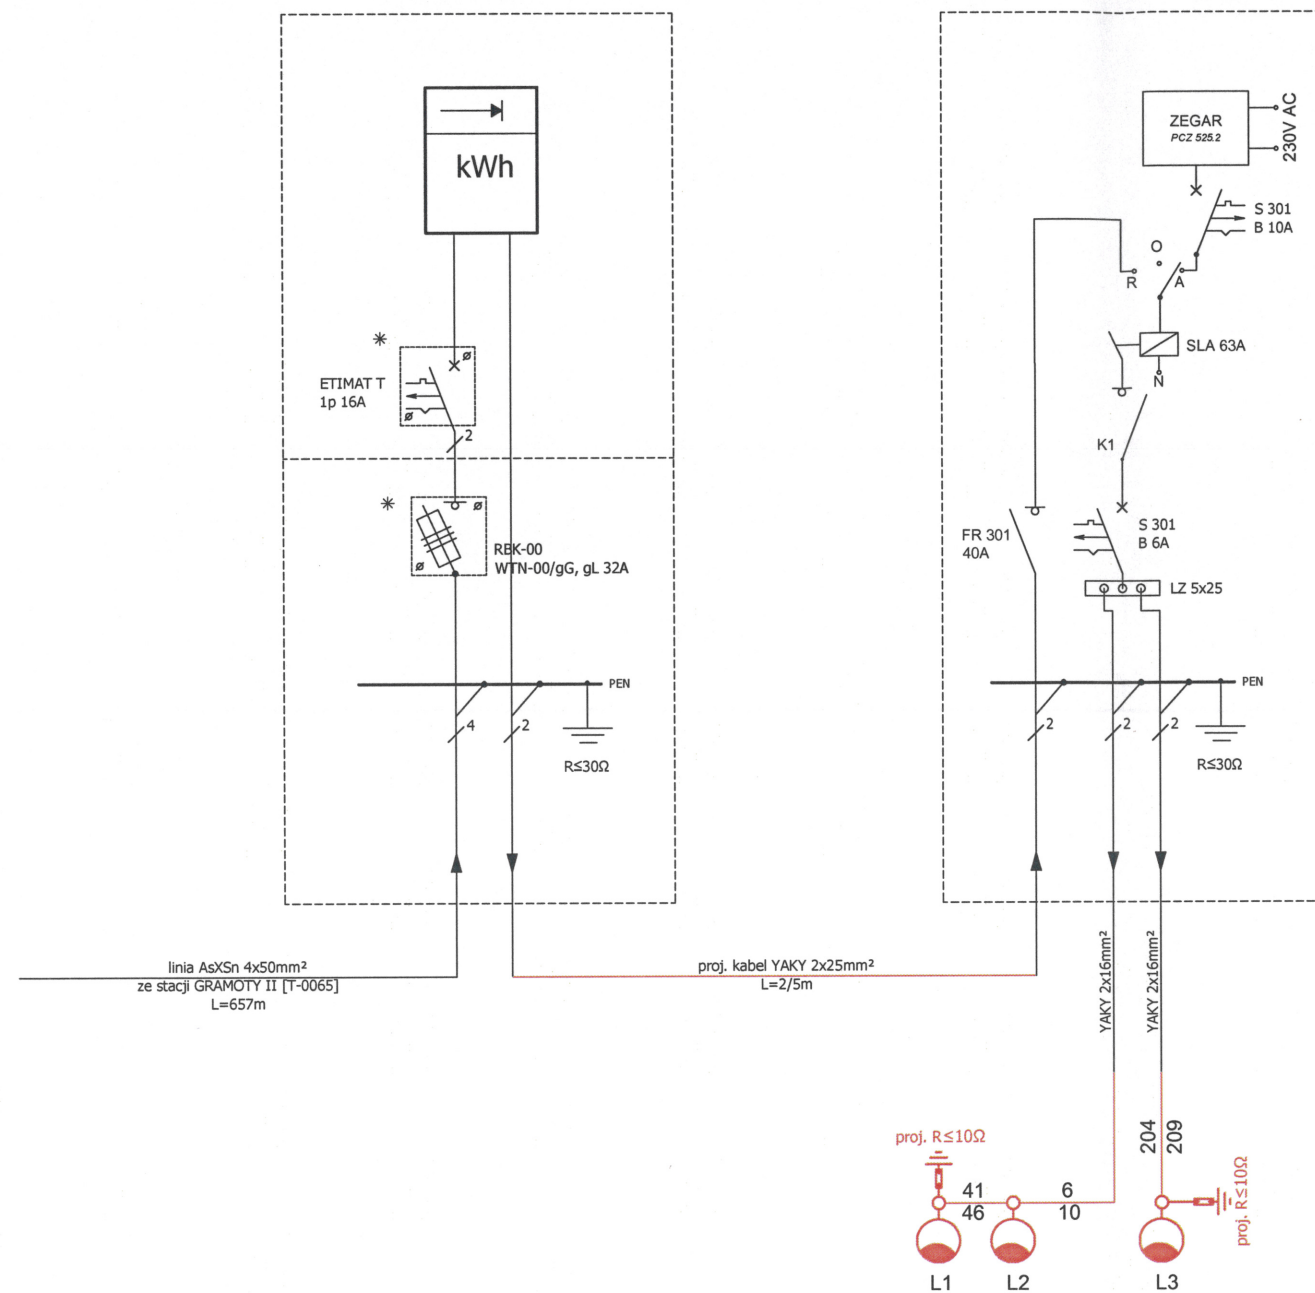 kWh
*
ETIMAT T
1p 16A
2
*
RBK-00
WTN-00/gG, gL 32A
PEN
4
2
R≤30Ω
linia AsXSn 4x50mm²
ze stacji GRAMOTY II [T-0065]
L=657m
proj. kabel YAKY 2x25mm²
L=2/5m
ZEGAR
PCZ 525.2
230V AC
S 301
B 10A
O
R
A
SLA 63A
N
K1
FR 301
40A
S 301
B 6A
LZ 5x25
PEN
2
2
2
R≤30Ω
YAKY 2x16mm²
YAKY 2x16mm²
204
209
proj. R≤10Ω
41
46
6
10
proj. R≤10Ω
L1
L2
L3